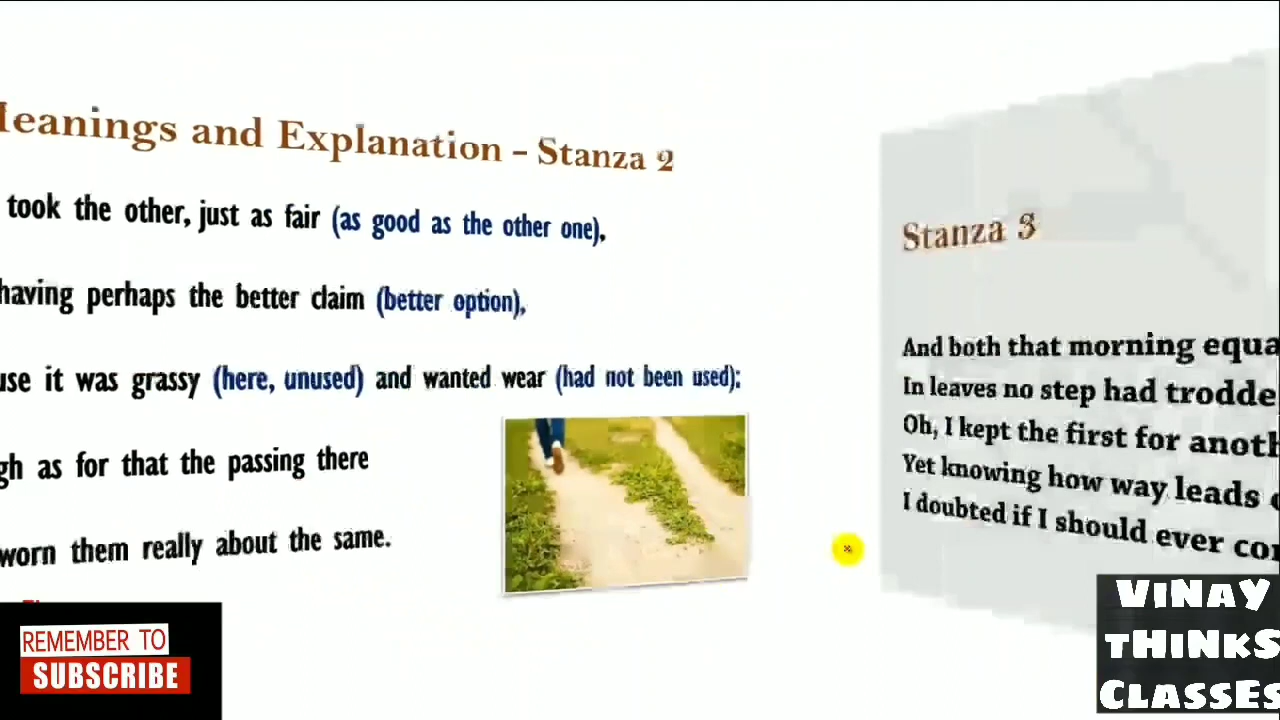 Meanings and Explanation - Stanza 2
took the other, just as fair (as good as the other one),
having perhaps the better claim (better option),
use it was grassy (here, unused) and wanted wear (had not been used);
gh as for that the passing there
worn them really about the same.
Stanza 3
And both that morning equa
In leaves no step had trodde
Oh, I kept the first for anoth
Yet knowing how way leads
I doubted if I should ever co
REMEMBER TO
SUBSCRIBE
VINAY
THINKS
CLASSES